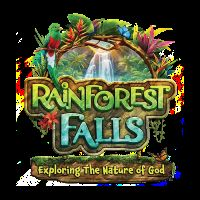 RAiNFOREST
FALLS
Exploring The Nature of God